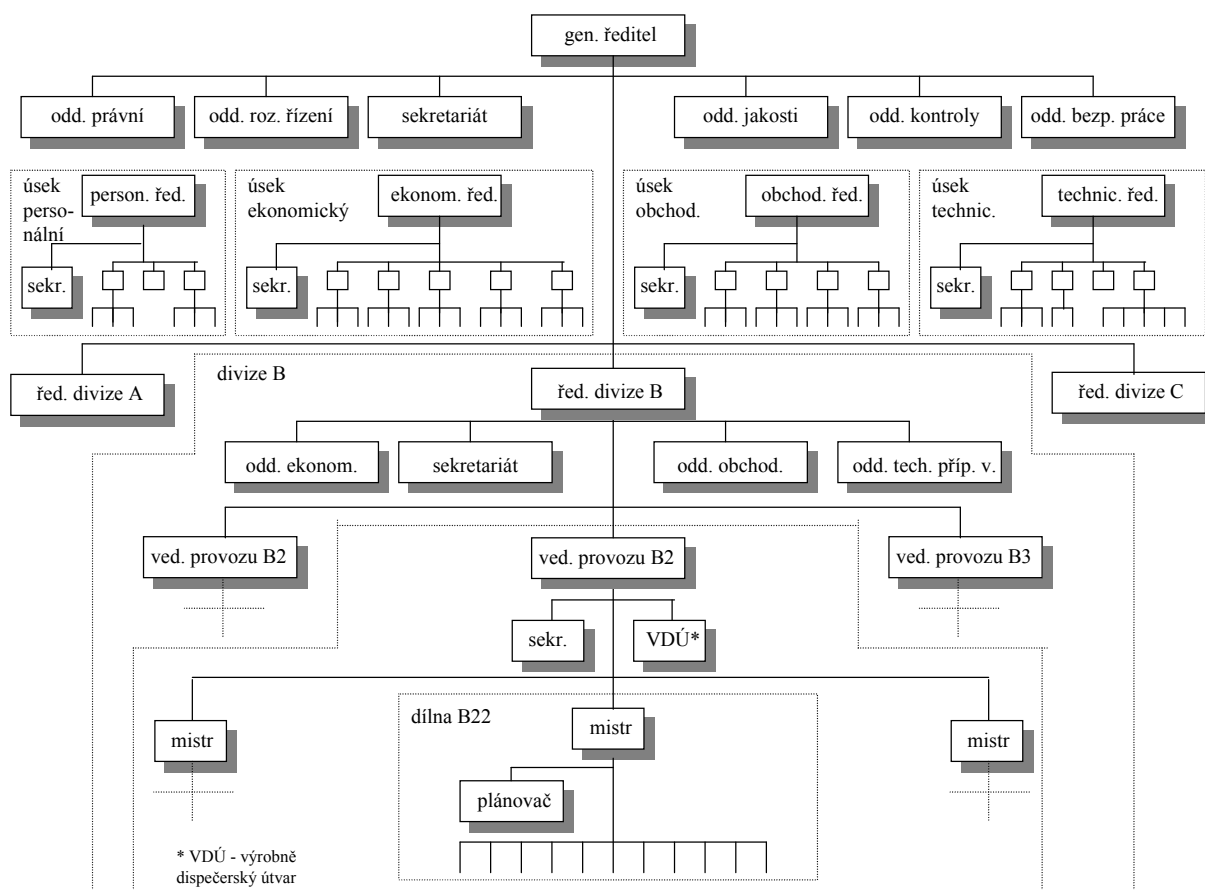 gen. ředitel
odd. právní
odd. roz. řízení
sekretariát
odd. jakosti
odd. kontroly
odd. bezp. práce
úsek
perso-
nální
person. řed.
sekr.
úsek
ekonomický
ekonom. řed.
sekr.
úsek
obchod.
obchod. řed.
sekr.
úsek
technic.
technic. řed.
sekr.
řed. divize A
divize B
řed. divize B
řed. divize C
odd. ekonom.
sekretariát
odd. obchod.
odd. tech. příp. v.
ved. provozu B2
ved. provozu B2
ved. provozu B3
sekr.
VDÚ*
mistr
dílna B22
mistr
mistr
plánovač
* VDÚ - výrobně
dispečerský útvar